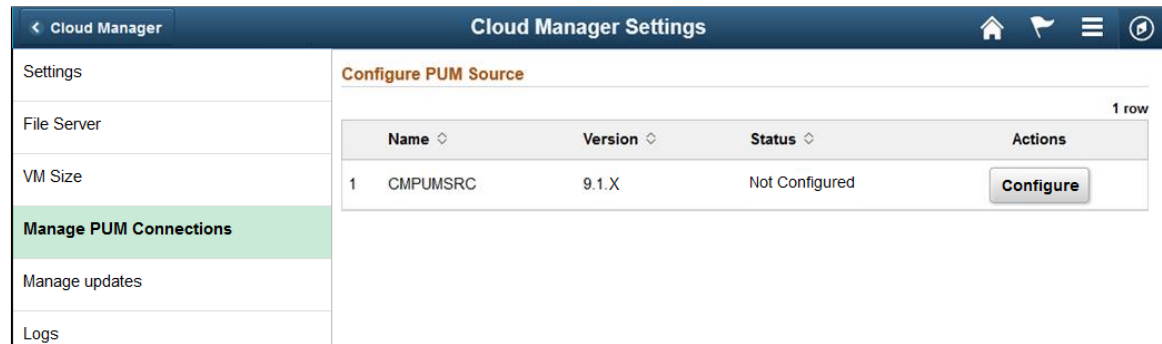 Cloud Manager
Cloud Manager Settings
Settings
File Server
VM Size
Manage PUM Connections
Manage updates
Logs
Configure PUM Source
1 row
Name Version Status Actions
1 CMPUMSRC 9.1.X Not Configured Configure